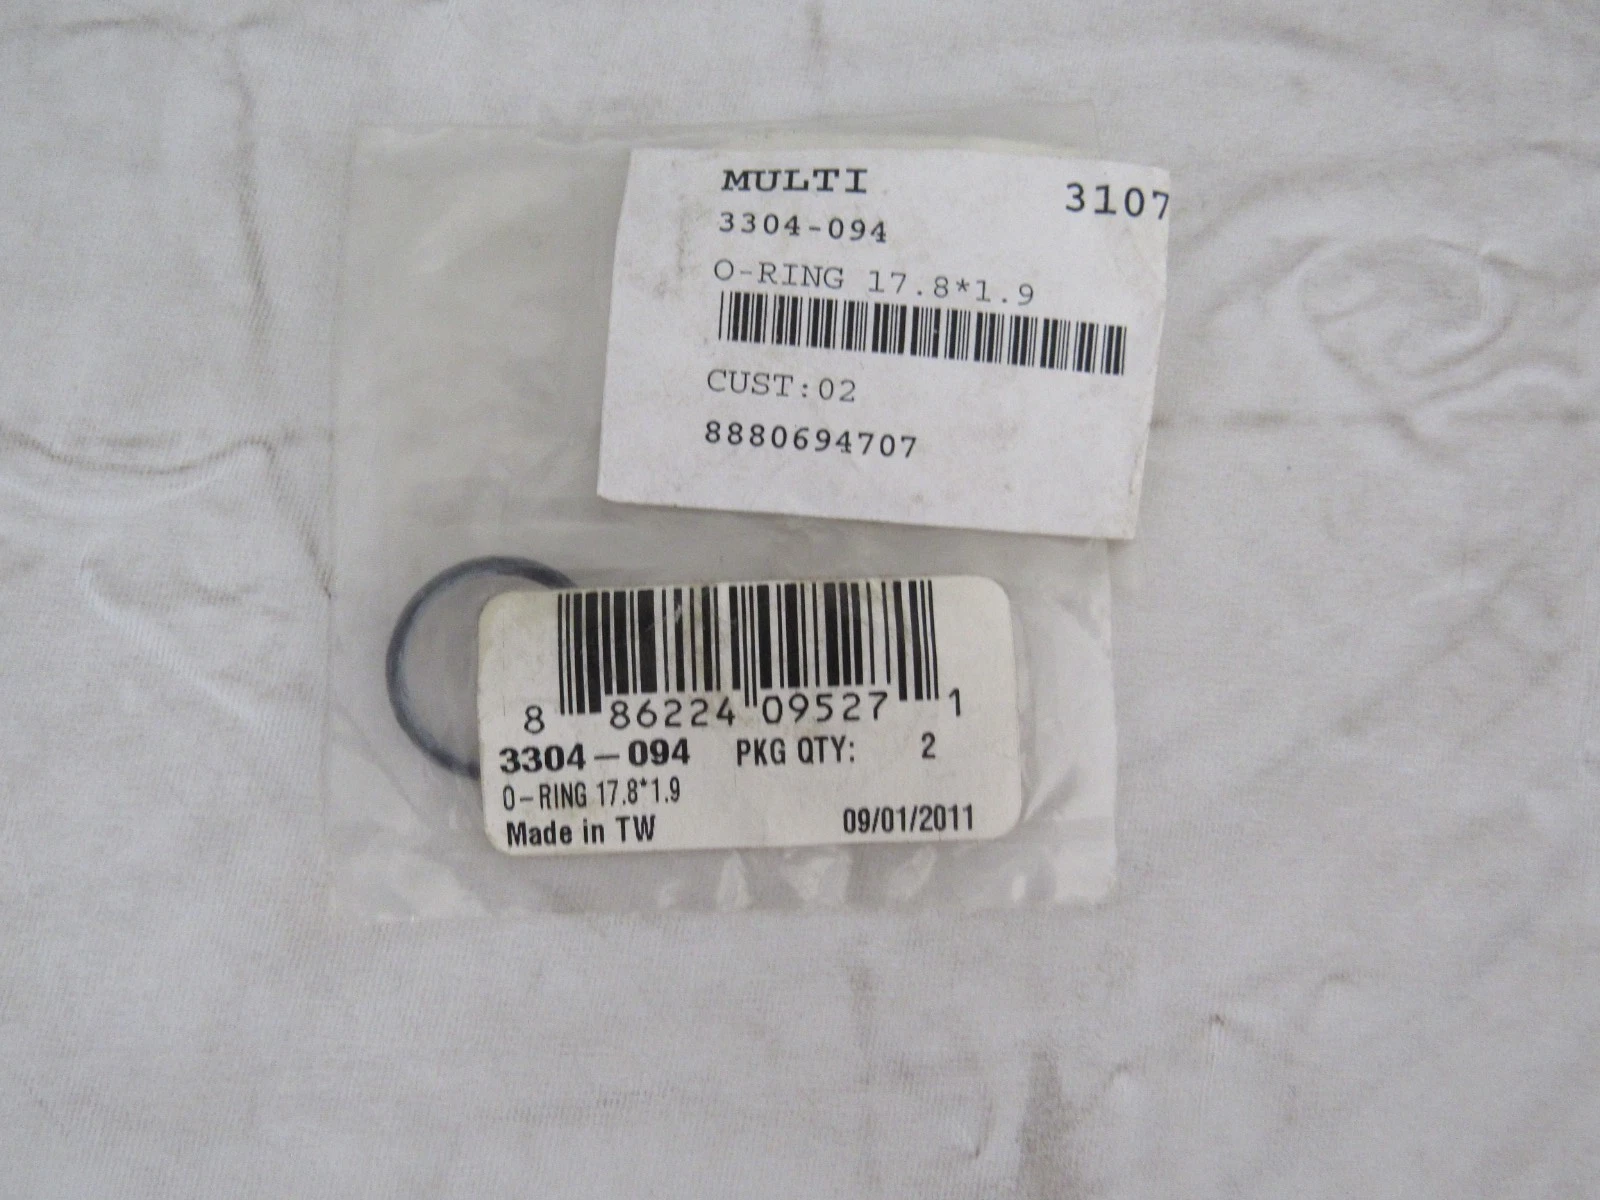 MULTI 3107
3304-094
O-RING 17.8*1.9
CUST:02
8880694707
8 86224 09527 1
3304-094 PKG QTY: 2
O-RING 17.8*1.9
Made in TW 09/01/2011